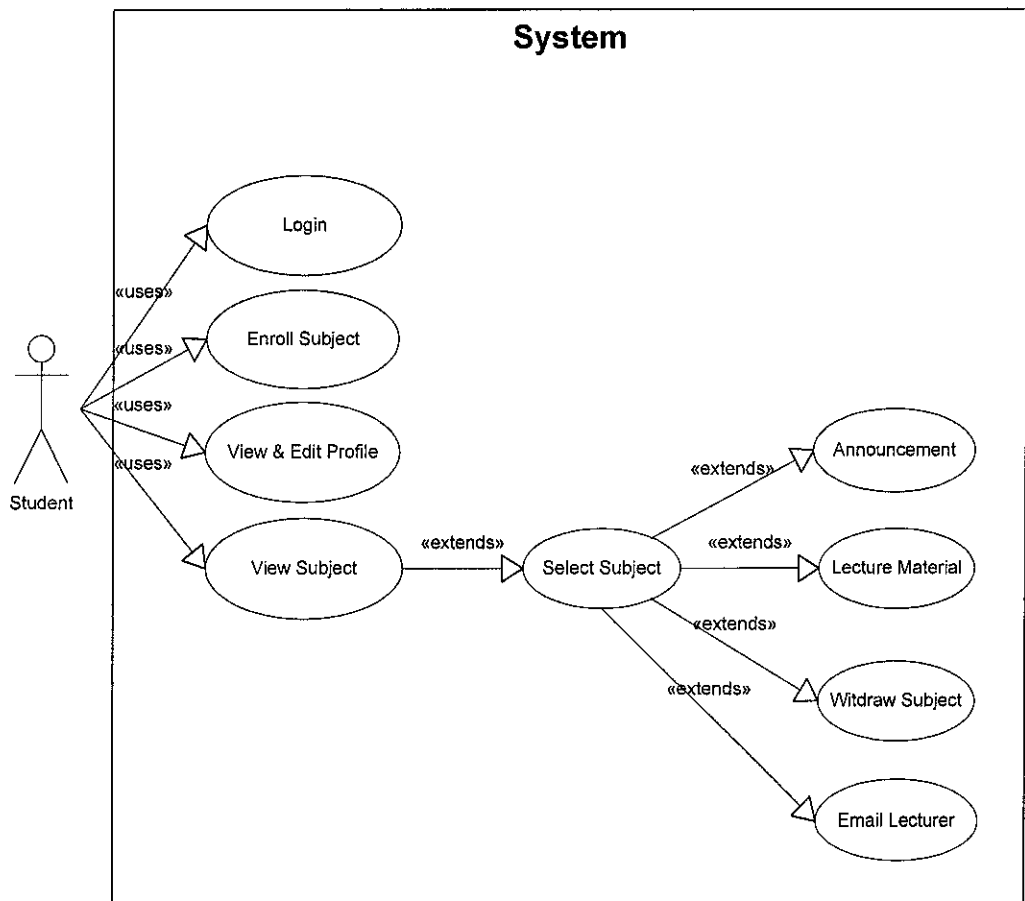 System
Login
«uses»
Enroll Subject
«uses»
«uses»
View & Edit Profile
«uses»
Student
View Subject
«extends»
Select Subject
«extends»
Announcement
«extends»
Lecture Material
«extends»
Witdraw Subject
«extends»
Email Lecturer